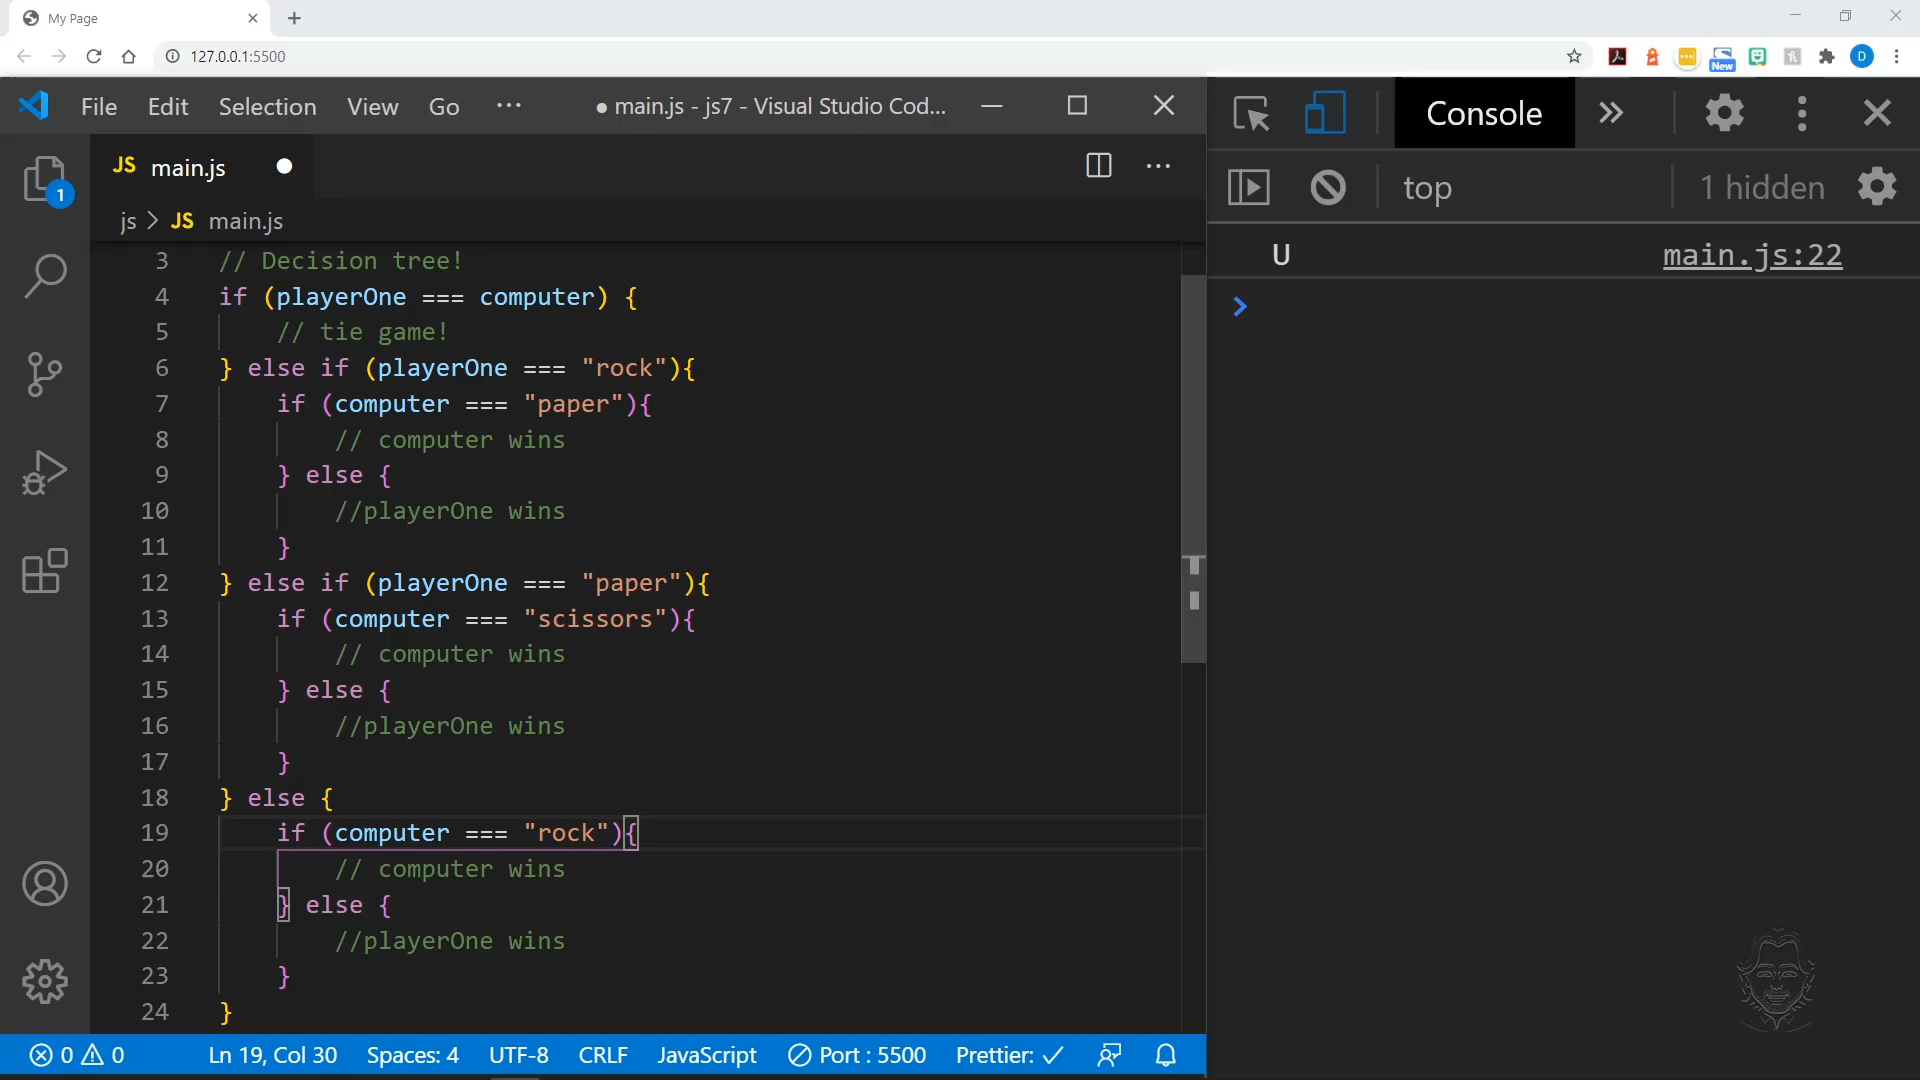 My Page
127.0.0.1:5500
New
D
File Edit Selection View Go ··· ● main.js - js7 - Visual Studio Cod...
Console
JS main.js
top
1 hidden
1
js > JS main.js
U main.js:22
3 // Decision tree!
4 if (playerOne === computer) {
5 // tie game!
6 } else if (playerOne === "rock"){
7 if (computer === "paper"){
8 // computer wins
9 } else {
10 //playerOne wins
11 }
12 } else if (playerOne === "paper"){
13 if (computer === "scissors"){
14 // computer wins
15 } else {
16 //playerOne wins
17 }
18 } else {
19 if (computer === "rock"){
20 // computer wins
21 } else {
22 //playerOne wins
23 }
24 }
0 0 Ln 19, Col 30 Spaces: 4 UTF-8 CRLF JavaScript Port : 5500 Prettier: ✓